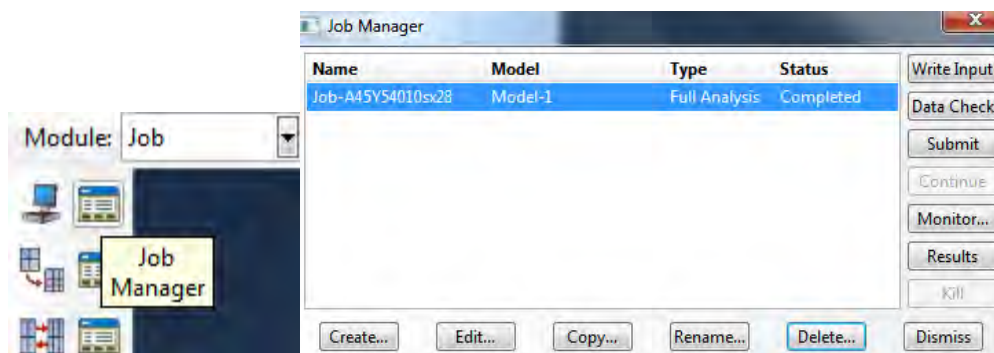 Module: Job
Job
Manager
Job Manager
Name Model Type Status
Job-A45Y54010sx28 Model-1 Full Analysis Completed
Write Input
Data Check
Submit
Continue
Monitor...
Results
Kill
Create... Edit... Copy... Rename... Delete... Dismiss